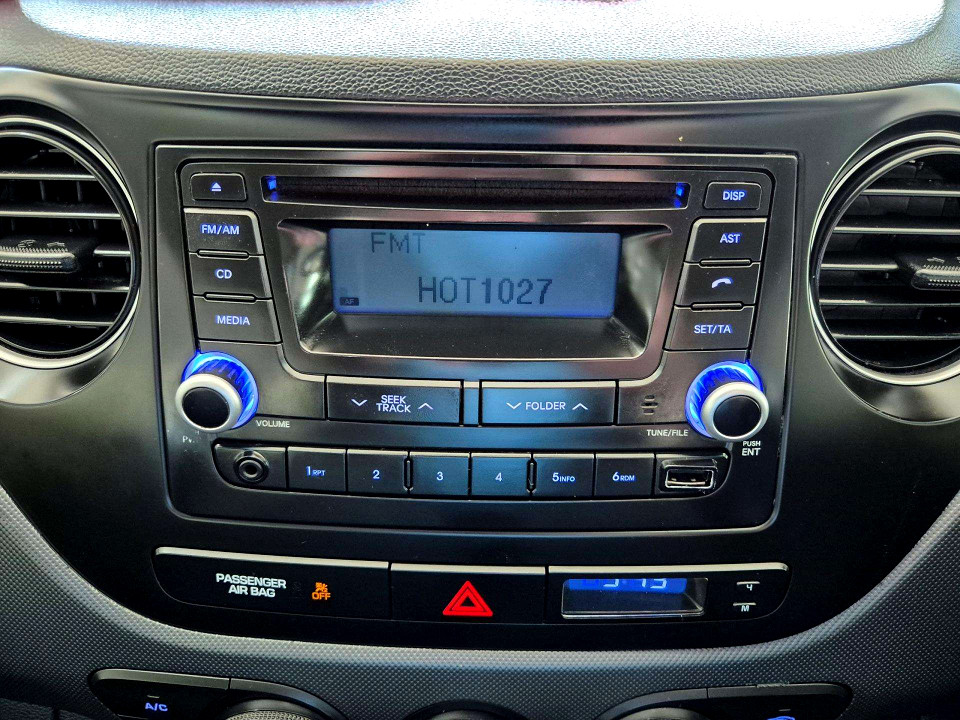 DISP
FM/AM
AST
FMT
CD
HOT1027
AF
MEDIA
SET/TA
SEEK
TRACK
FOLDER
VOLUME
TUNE/FILE
PUSH
ENT
1RPT
2
3
4
5INFO
6RDM
PASSENGER
AIR BAG
OFF
Ч
M
A/C